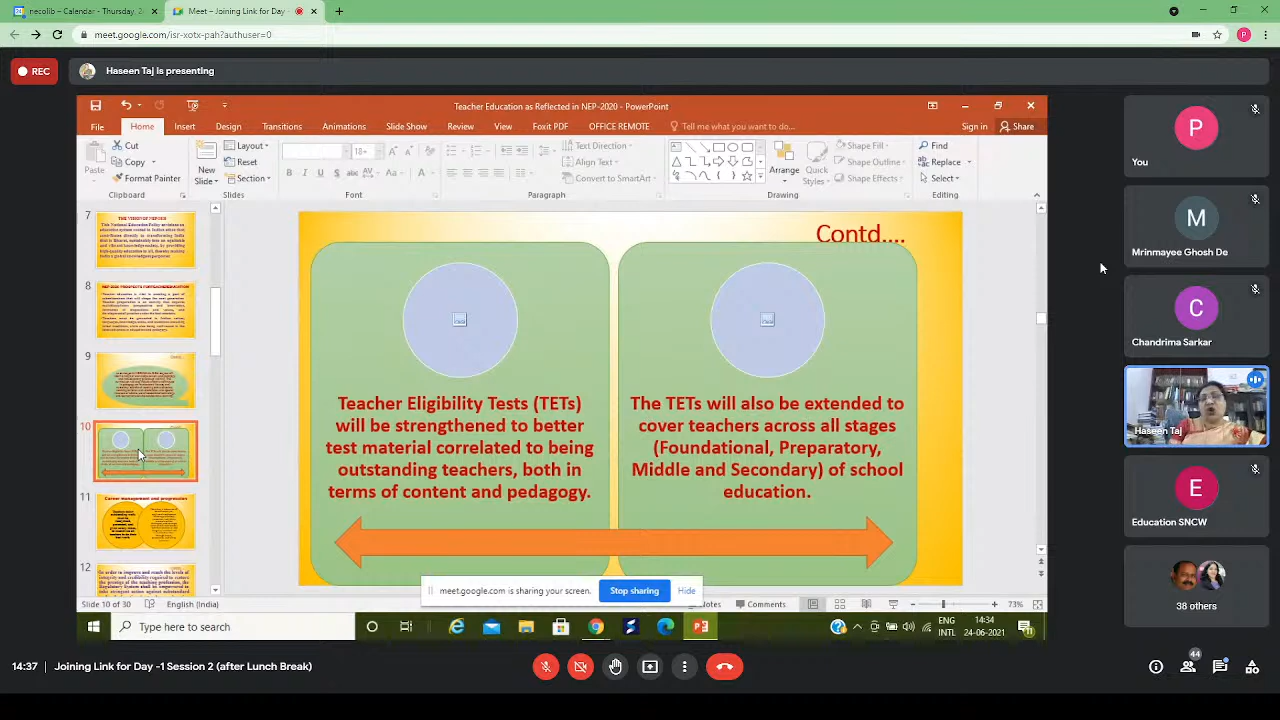 necolib – Calendar - Thursday, 2
Meet – Joining Link for Day -
meet.google.com/isr-xotx-pah?authuser=0
P
REC
Haseen Taj is presenting
Teacher Education as Reflected in NEP-2020 - PowerPoint
File Home Insert Design Transitions Animations Slide Show Review View Foxit PDF OFFICE REMOTE Tell me what you want to do...
Sign in Share
Paste
Cut
Copy
Format Painter
Clipboard
New Slide
Layout
Reset
Section
Slides
18+
Font
Text Direction
Align Text
Convert to SmartArt
Paragraph
Arrange
Quick Styles
Shape Fill
Shape Outline
Shape Effects
Drawing
Find
Replace
Select
Editing
7
8
9
10
11
Career management and progression
12
Contd....
Teacher Eligibility Tests (TETs)
will be strengthened to better
test material correlated to being
outstanding teachers, both in
terms of content and pedagogy.
The TETs will also be extended to
cover teachers across all stages
(Foundational, Preparatory,
Middle and Secondary) of school
education.
meet.google.com is sharing your screen.
Stop sharing
Hide
Slide 10 of 30
English (India)
Notes
Comments
73%
Type here to search
ENG
INTL
14:34
24-06-2021
P
You
M
Mrinmayee Ghosh De
C
Chandrima Sarkar
Haseen Taj
E
Education SNCW
38 others
14:37 | Joining Link for Day -1 Session 2 (after Lunch Break)
44